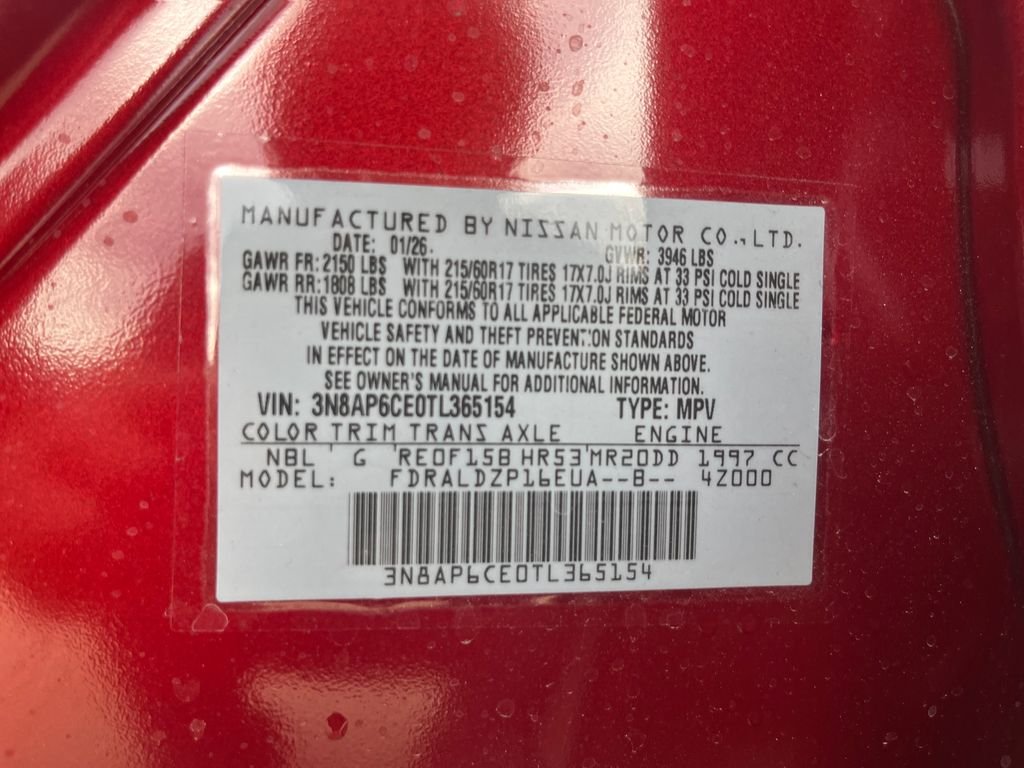 MANUFACTURED BY NISSAN MOTOR CO.,LTD.
DATE: 01/26. GVWR: 3946 LBS
GAWR FR: 2150 LBS WITH 215/60R17 TIRES 17X7.0J RIMS AT 33 PSI COLD SINGLE
GAWR RR: 1808 LBS WITH 215/60R17 TIRES 17X7.0J RIMS AT 33 PSI COLD SINGLE
THIS VEHICLE CONFORMS TO ALL APPLICABLE FEDERAL MOTOR
VEHICLE SAFETY AND THEFT PREVENTION STANDARDS
IN EFFECT ON THE DATE OF MANUFACTURE SHOWN ABOVE.
SEE OWNER'S MANUAL FOR ADDITIONAL INFORMATION.
VIN: 3N8AP6CE0TL365154 TYPE: MPV
COLOR TRIM TRANS AXLE ENGINE
NBL G RE0F15B HR53 MR20DD 1997 CC
MODEL: FDRALDZP16EUA--B-- 4Z000
3N8AP6CE0TL365154